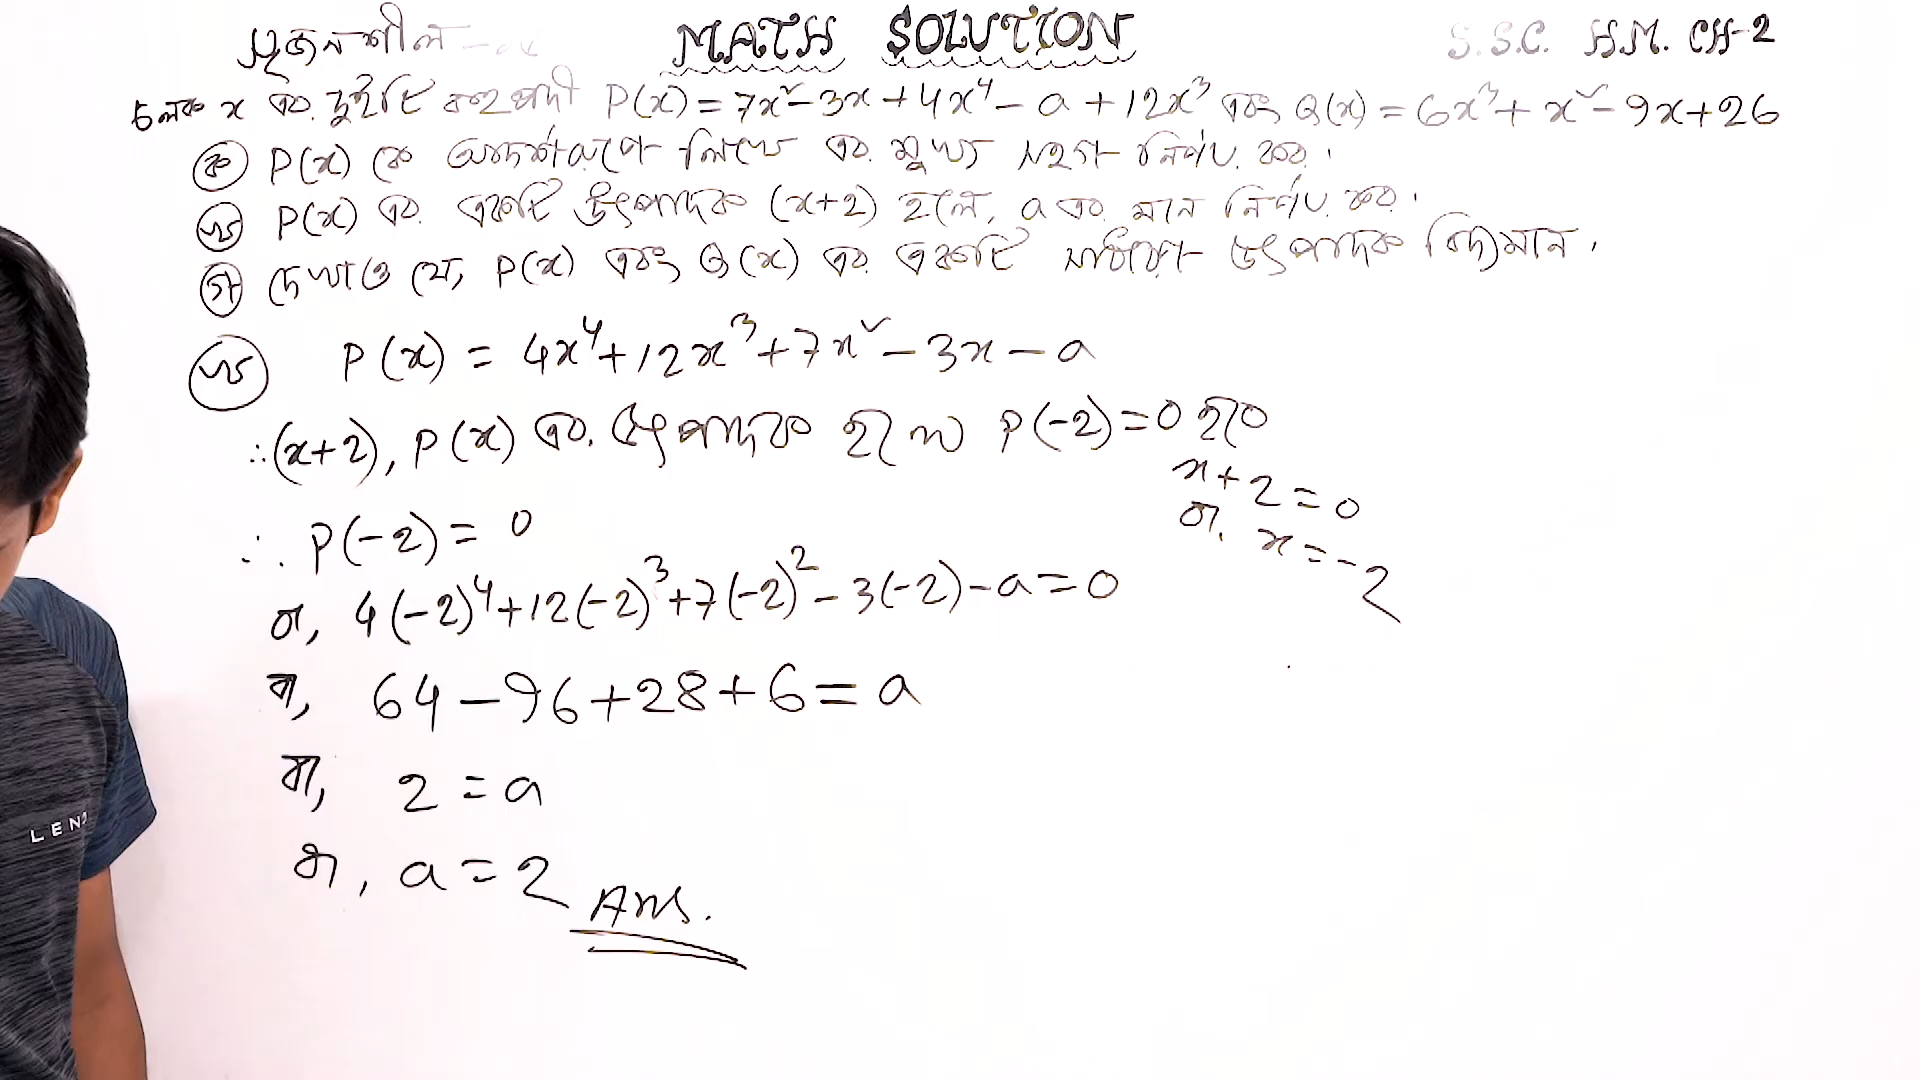 সৃজনশীল
MATH SOLUTION
S.S.C. H.M. CH-2
চলক x এর দুইটি বহুপদী P(x) = 7x² - 3x + 4x⁴ - a + 12x³ এবং Q(x) = 6x³ + x² - 9x + 26
ক P(x) কে আদর্শরূপে লিখে এর মুখ্য সহগ নির্ণয় কর।
খ P(x) এর একটি উৎপাদক (x+2) হলে, a এর মান নির্ণয় কর।
গ দেখাও যে, P(x) এবং Q(x) এর একটি সাধারণ উৎপাদক বিদ্যমান।
খ P(x) = 4x⁴ + 12x³ + 7x² - 3x - a
∴ (x+2), P(x) এর উৎপাদক হলে P(-2) = 0 হবে
x + 2 = 0
বা, x = -2
∴ P(-2) = 0
বা, 4(-2)⁴ + 12(-2)³ + 7(-2)² - 3(-2) - a = 0
বা, 64 - 96 + 28 + 6 = a
বা, 2 = a
বা, a = 2 Ans.